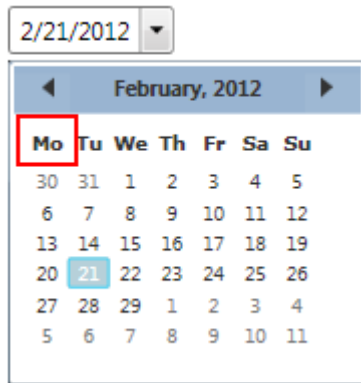 2/21/2012
February, 2012
Mo Tu We Th Fr Sa Su
30 31 1 2 3 4 5
6 7 8 9 10 11 12
13 14 15 16 17 18 19
20 21 22 23 24 25 26
27 28 29 1 2 3 4
5 6 7 8 9 10 11